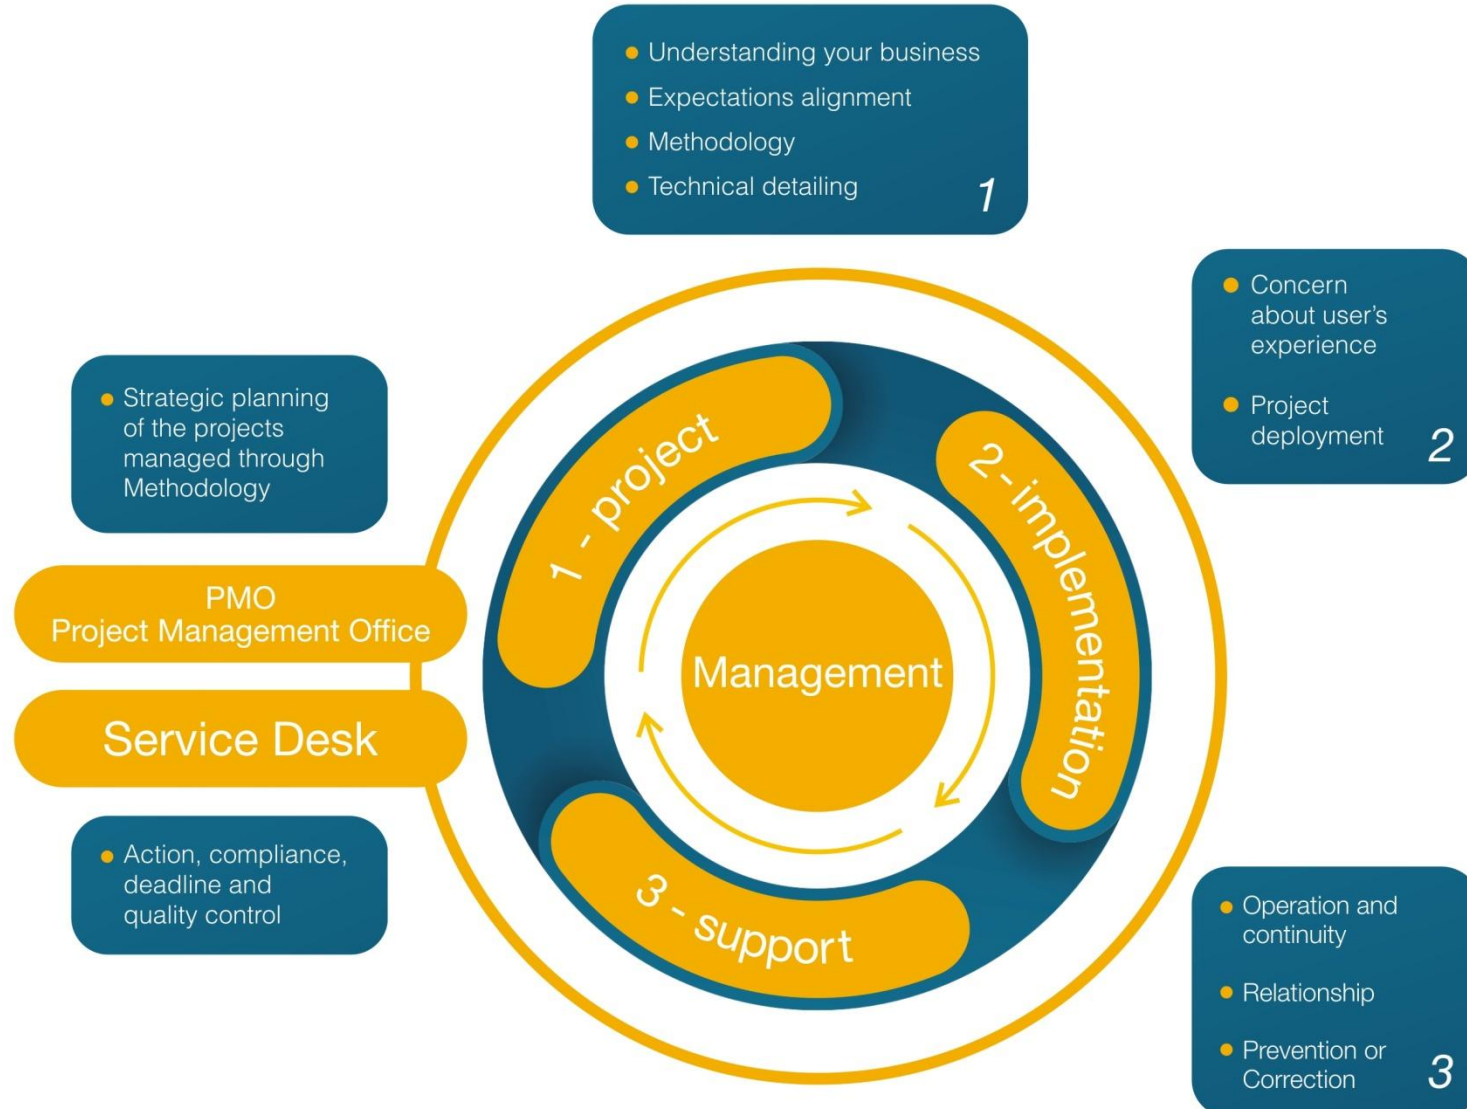 Understanding your business
Expectations alignment
Methodology
Technical detailing
1
Concern
about user's
experience
Project
deployment
2
Strategic planning
of the projects
managed through
Methodology
PMO
Project Management Office
Service Desk
Action, compliance,
deadline and
quality control
1 - project
2-implementation
3 - support
Management
Operation and
continuity
Relationship
Prevention or
Correction
3